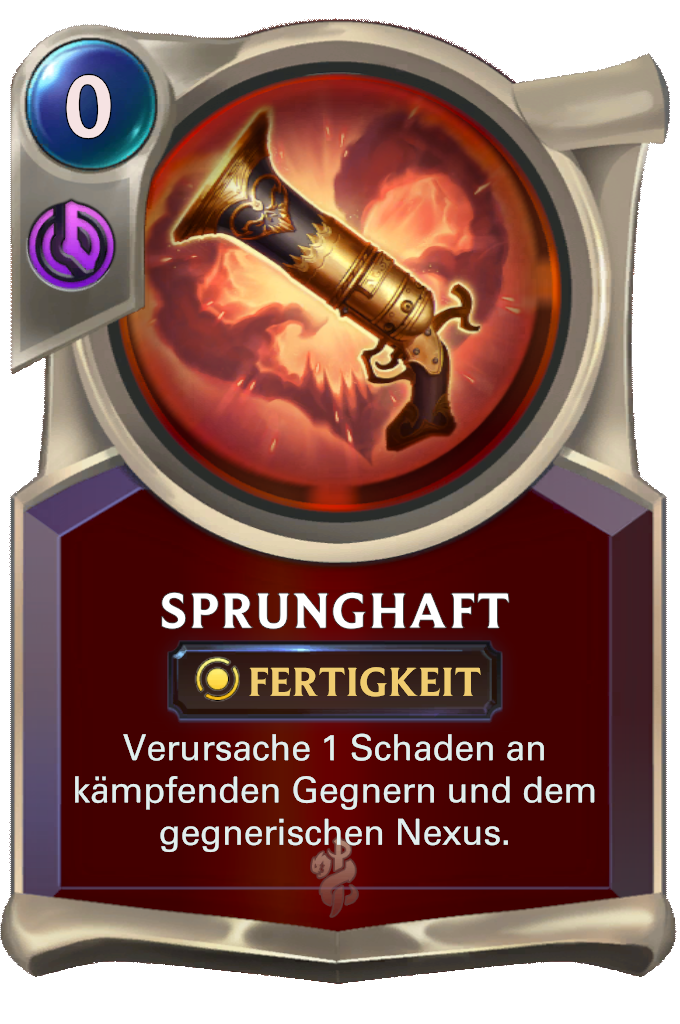 0
SPRUNGHAFT
FERTIGKEIT
Verursache 1 Schaden an
kämpfenden Gegnern und dem
gegnerischen Nexus.